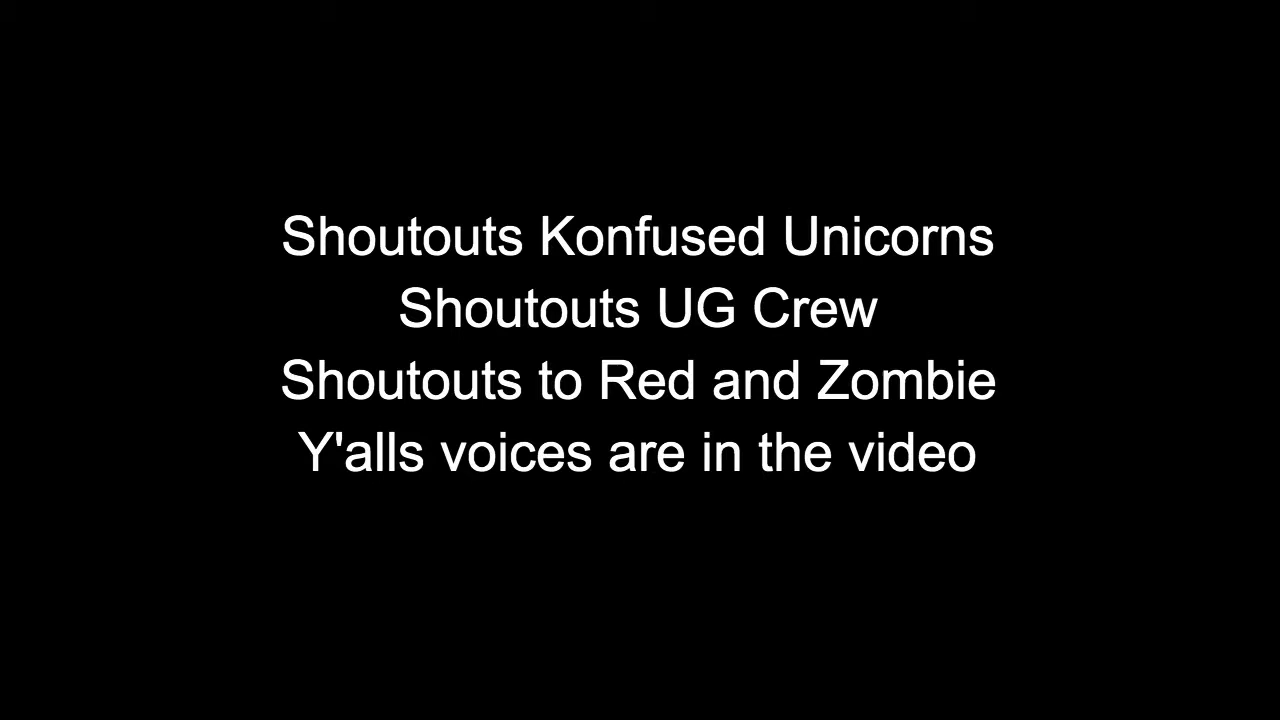 Shoutouts Konfused Unicorns
Shoutouts UG Crew
Shoutouts to Red and Zombie
Y'alls voices are in the video